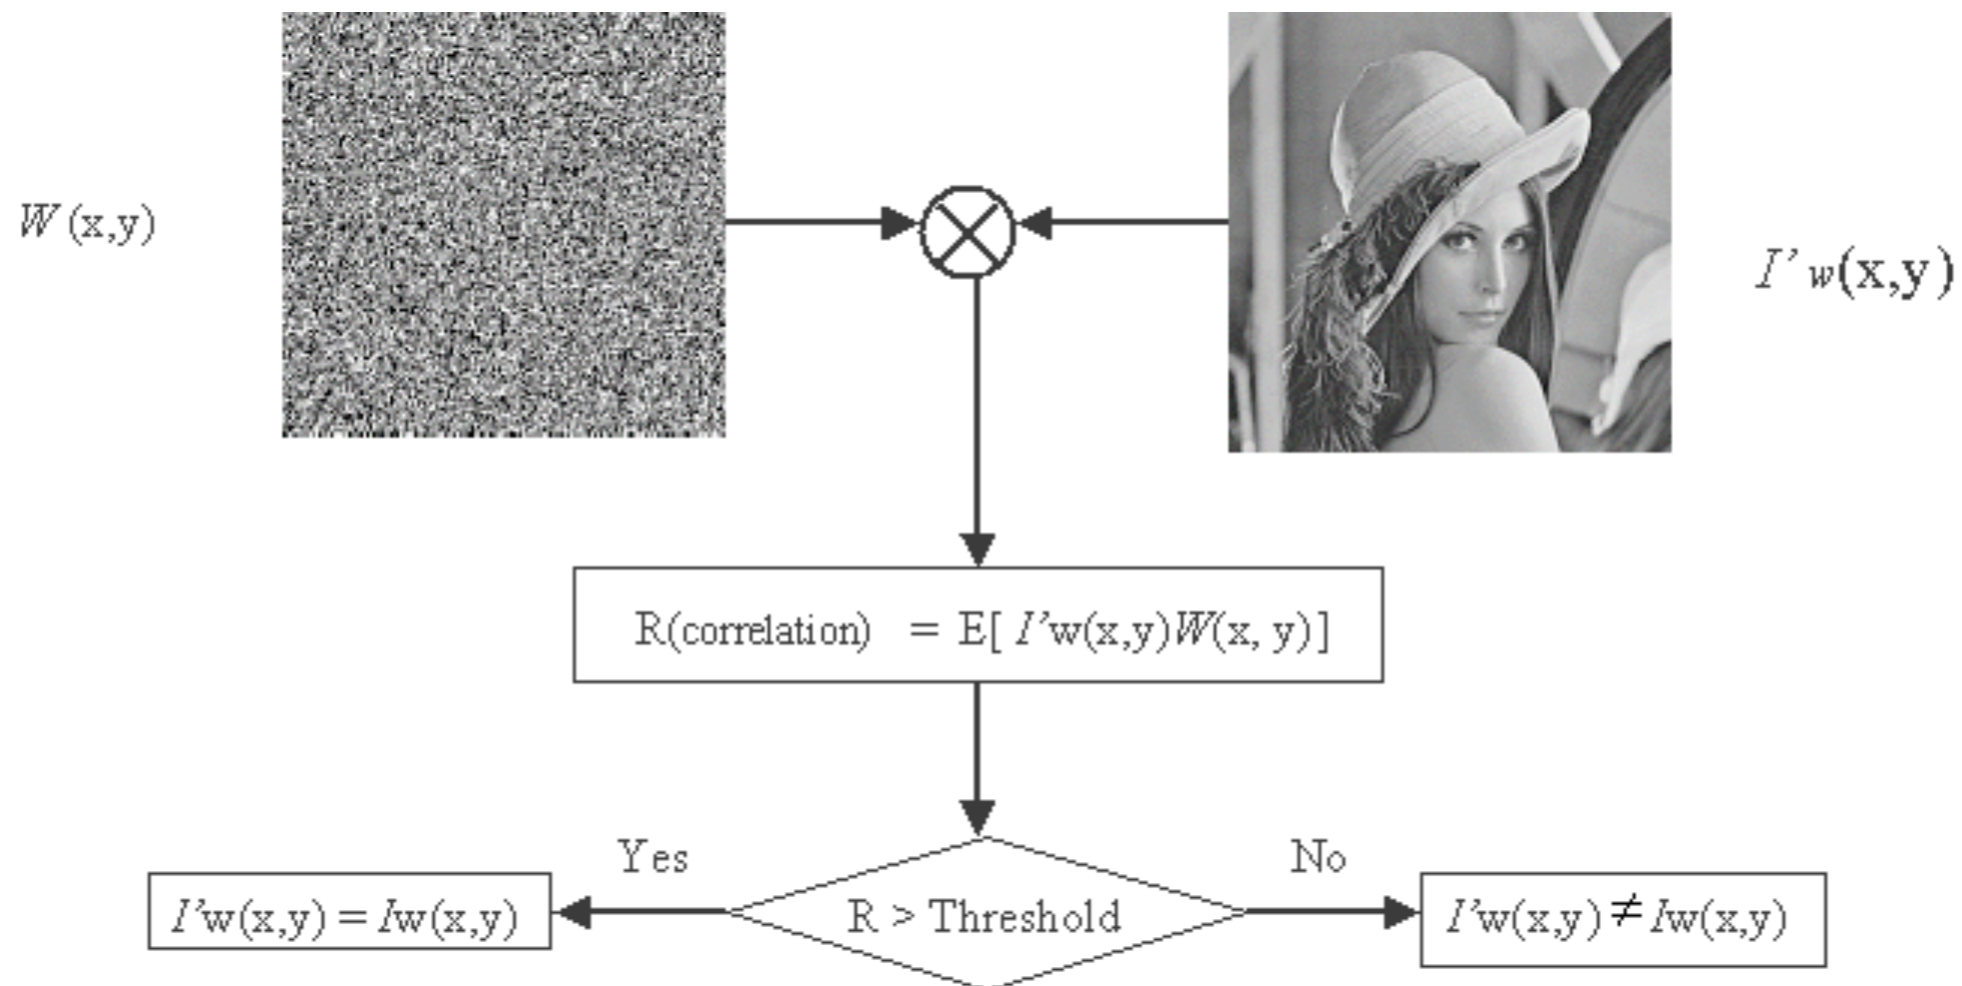 W (x,y)
I' w(x,y)
R(correlation) = E[ I'w(x,y)W(x, y) ]
Yes
No
I'w(x,y) = Iw(x,y)
R > Threshold
I'w(x,y) ≠ Iw(x,y)